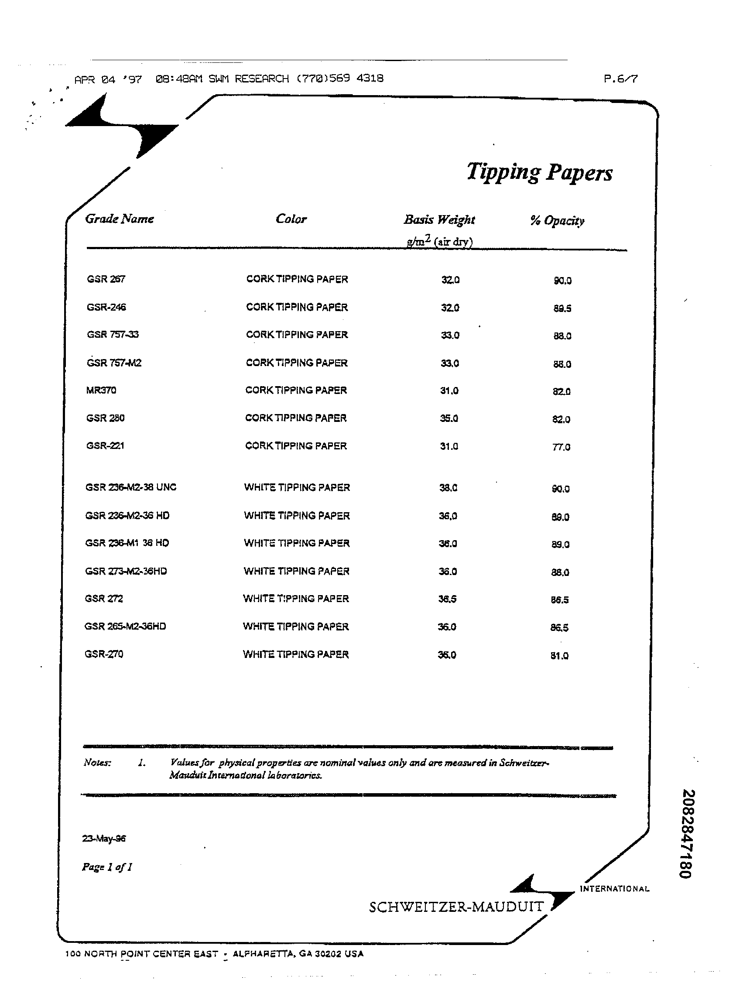 APR 04 '97 08:48AM SWM RESEARCH (770)569 4318 P.6/7
Tipping Papers
Grade Name Color Basis Weight % Opacity
g/m2 (air dry)
GSR 267 CORK TIPPING PAPER 32.0 90.0
GSR-246 CORK TIPPING PAPER 32.0 89.5
GSR 757-33 CORK TIPPING PAPER 33.0 88.0
GSR 757-M2 CORK TIPPING PAPER 33.0 88.0
MR370 CORK TIPPING PAPER 31.0 82.0
GSR 280 CORK TIPPING PAPER 35.0 82.0
GSR-221 CORK TIPPING PAPER 31.0 77.0
GSR 236-M2-38 UNC WHITE TIPPING PAPER 38.0 90.0
GSR 236-M2-36 HD WHITE TIPPING PAPER 36.0 89.0
GSR 236-M1 36 HD WHITE TIPPING PAPER 36.0 89.0
GSR 273-M2-36HD WHITE TIPPING PAPER 36.0 88.0
GSR 272 WHITE TIPPING PAPER 36.5 86.5
GSR 265-M2-36HD WHITE TIPPING PAPER 36.0 86.5
GSR-270 WHITE TIPPING PAPER 36.0 81.0
Notes: 1. Values for physical properties are nominal values only and are measured in Schweitzer-
Mauduit International laboratories.
23-May-96
Page 1 of 1
INTERNATIONAL
SCHWEITZER-MAUDUIT
100 NORTH POINT CENTER EAST - ALPHARETTA, GA 30202 USA
2082847180